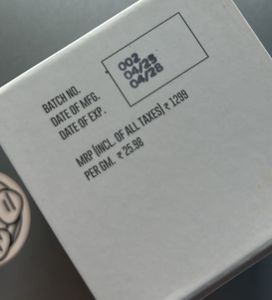 BATCH NO. 002
DATE OF MFG. 04/25
DATE OF EXP. 04/28
MRP (INCL. OF ALL TAXES) ₹ 1299
PER GM. ₹ 25.98